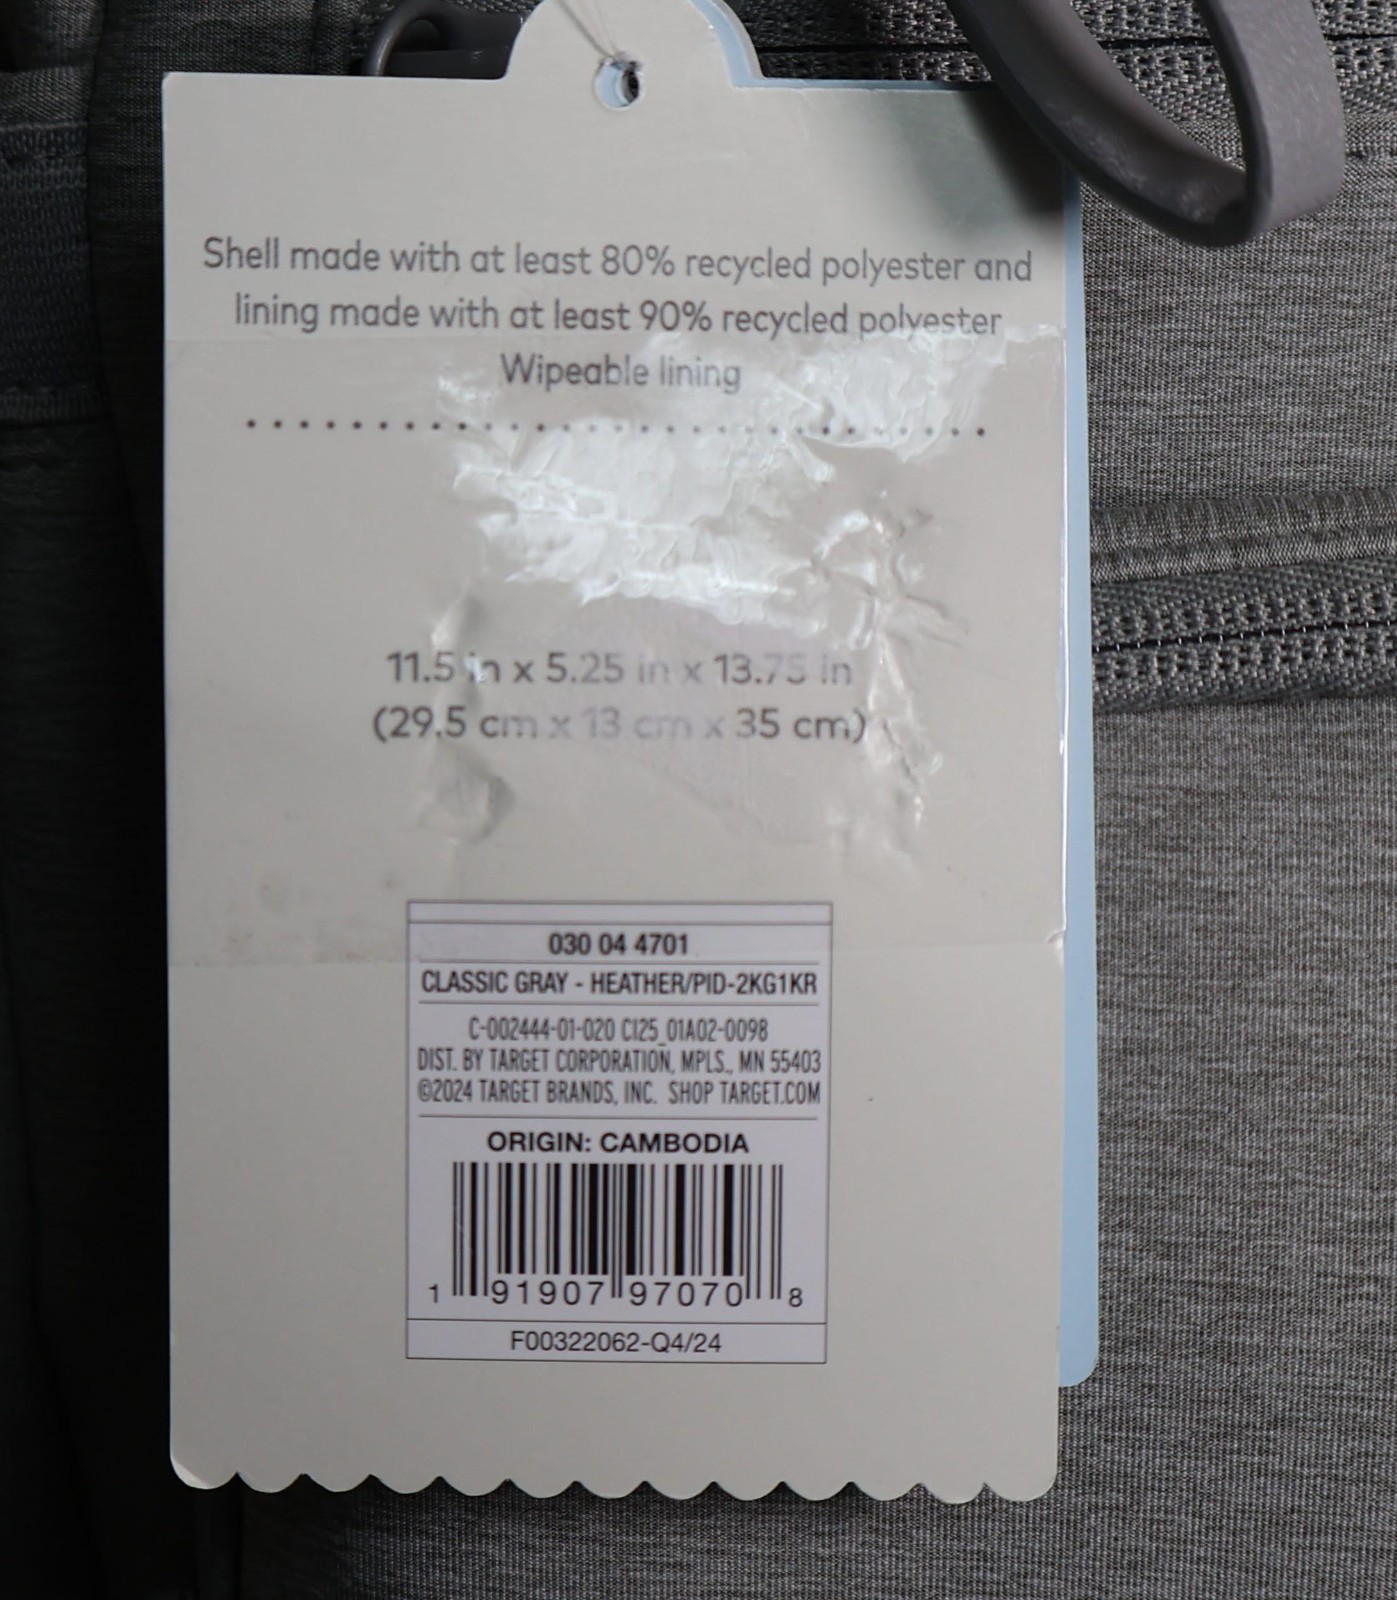 Shell made with at least 80% recycled polyester and
lining made with at least 90% recycled polyester
Wipeable lining
11.5 in x 5.25 in x 13.75 in
(29.5 cm x 13 cm x 35 cm)
030 04 4701
CLASSIC GRAY - HEATHER/PID-2KG1KR
C-002444-01-020 CI25_01A02-0098
DIST. BY TARGET CORPORATION, MPLS., MN 55403
©2024 TARGET BRANDS, INC. SHOP TARGET.COM
ORIGIN: CAMBODIA
1 91907 97070 8
F00322062-Q4/24